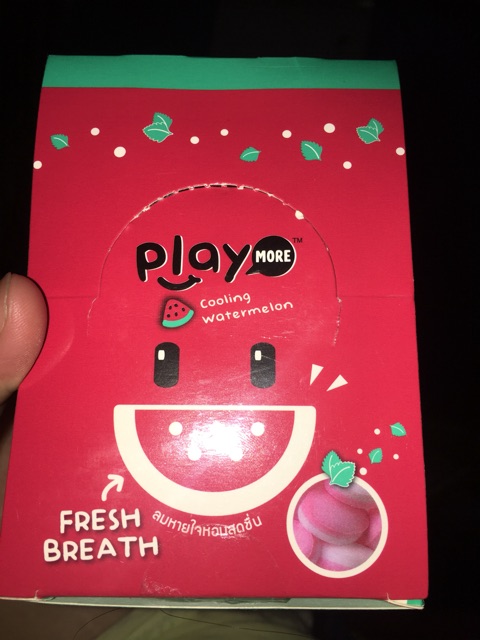 play MORE™
Cooling
watermelon
FRESH
BREATH
ลมหายใจหอมสดชื่น